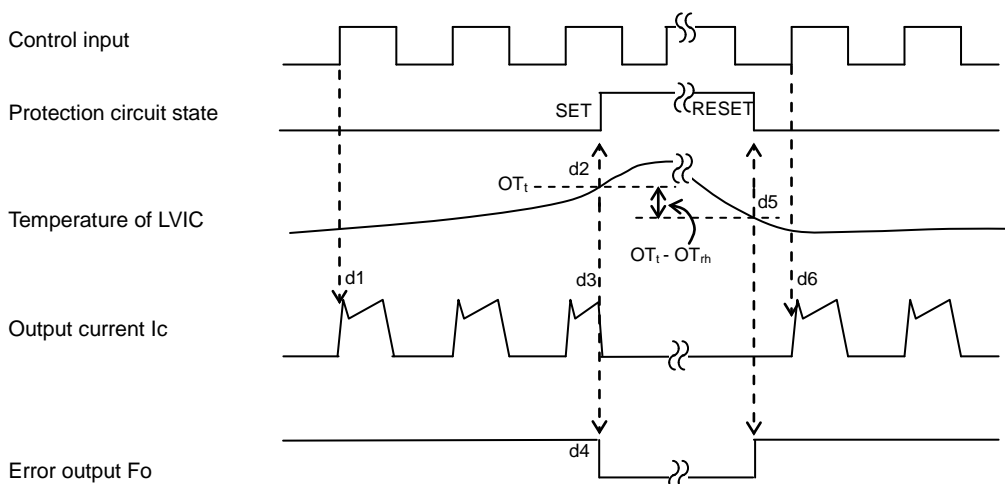 Control input
Protection circuit state
SET
RESET
d2
OTt
d5
Temperature of LVIC
OTt - OTrh
d1
d3
d6
Output current Ic
d4
Error output Fo